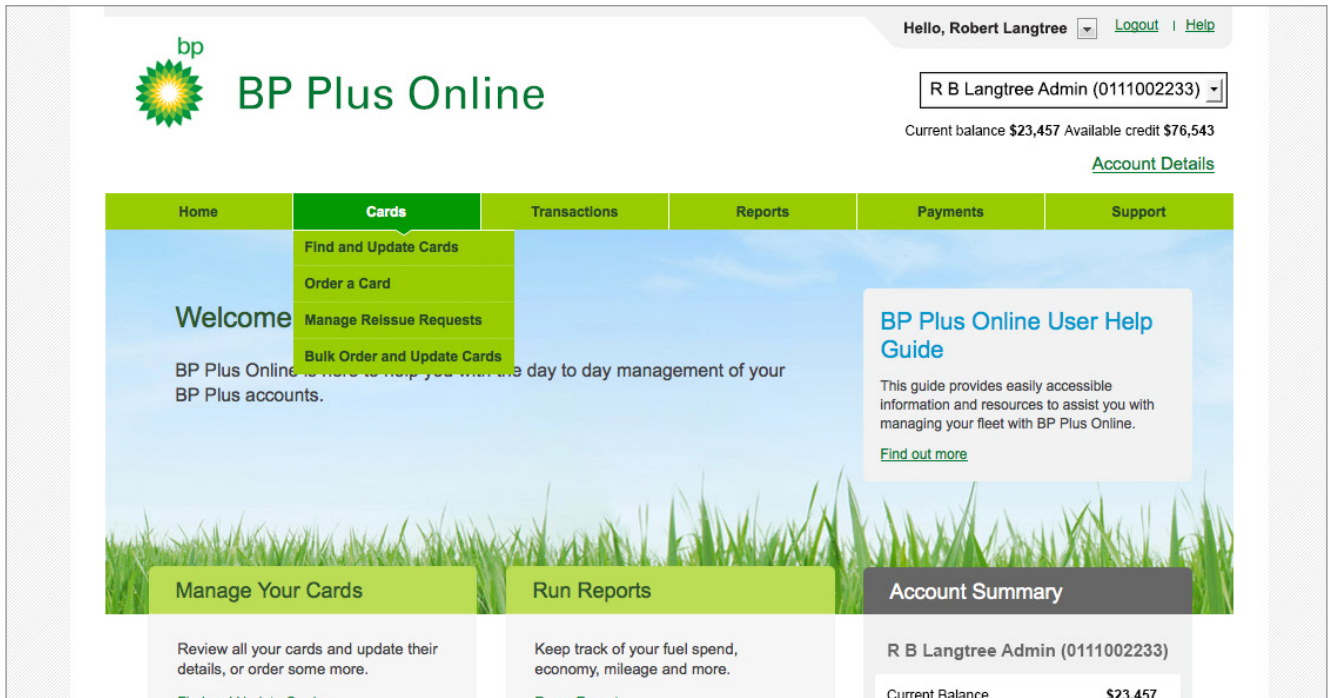 Hello, Robert Langtree Logout | Help
bp
BP Plus Online
R B Langtree Admin (0111002233)
Current balance $23,457 Available credit $76,543
Account Details
Home Cards Transactions Reports Payments Support
Find and Update Cards
Order a Card
Manage Reissue Requests
Bulk Order and Update Cards
Welcome
BP Plus Online is here to help you with the day to day management of your
BP Plus accounts.
BP Plus Online User Help
Guide
This guide provides easily accessible
information and resources to assist you with
managing your fleet with BP Plus Online.
Find out more
Manage Your Cards
Review all your cards and update their
details, or order some more.
Run Reports
Keep track of your fuel spend,
economy, mileage and more.
Account Summary
R B Langtree Admin (0111002233)
Current Balance $23,457